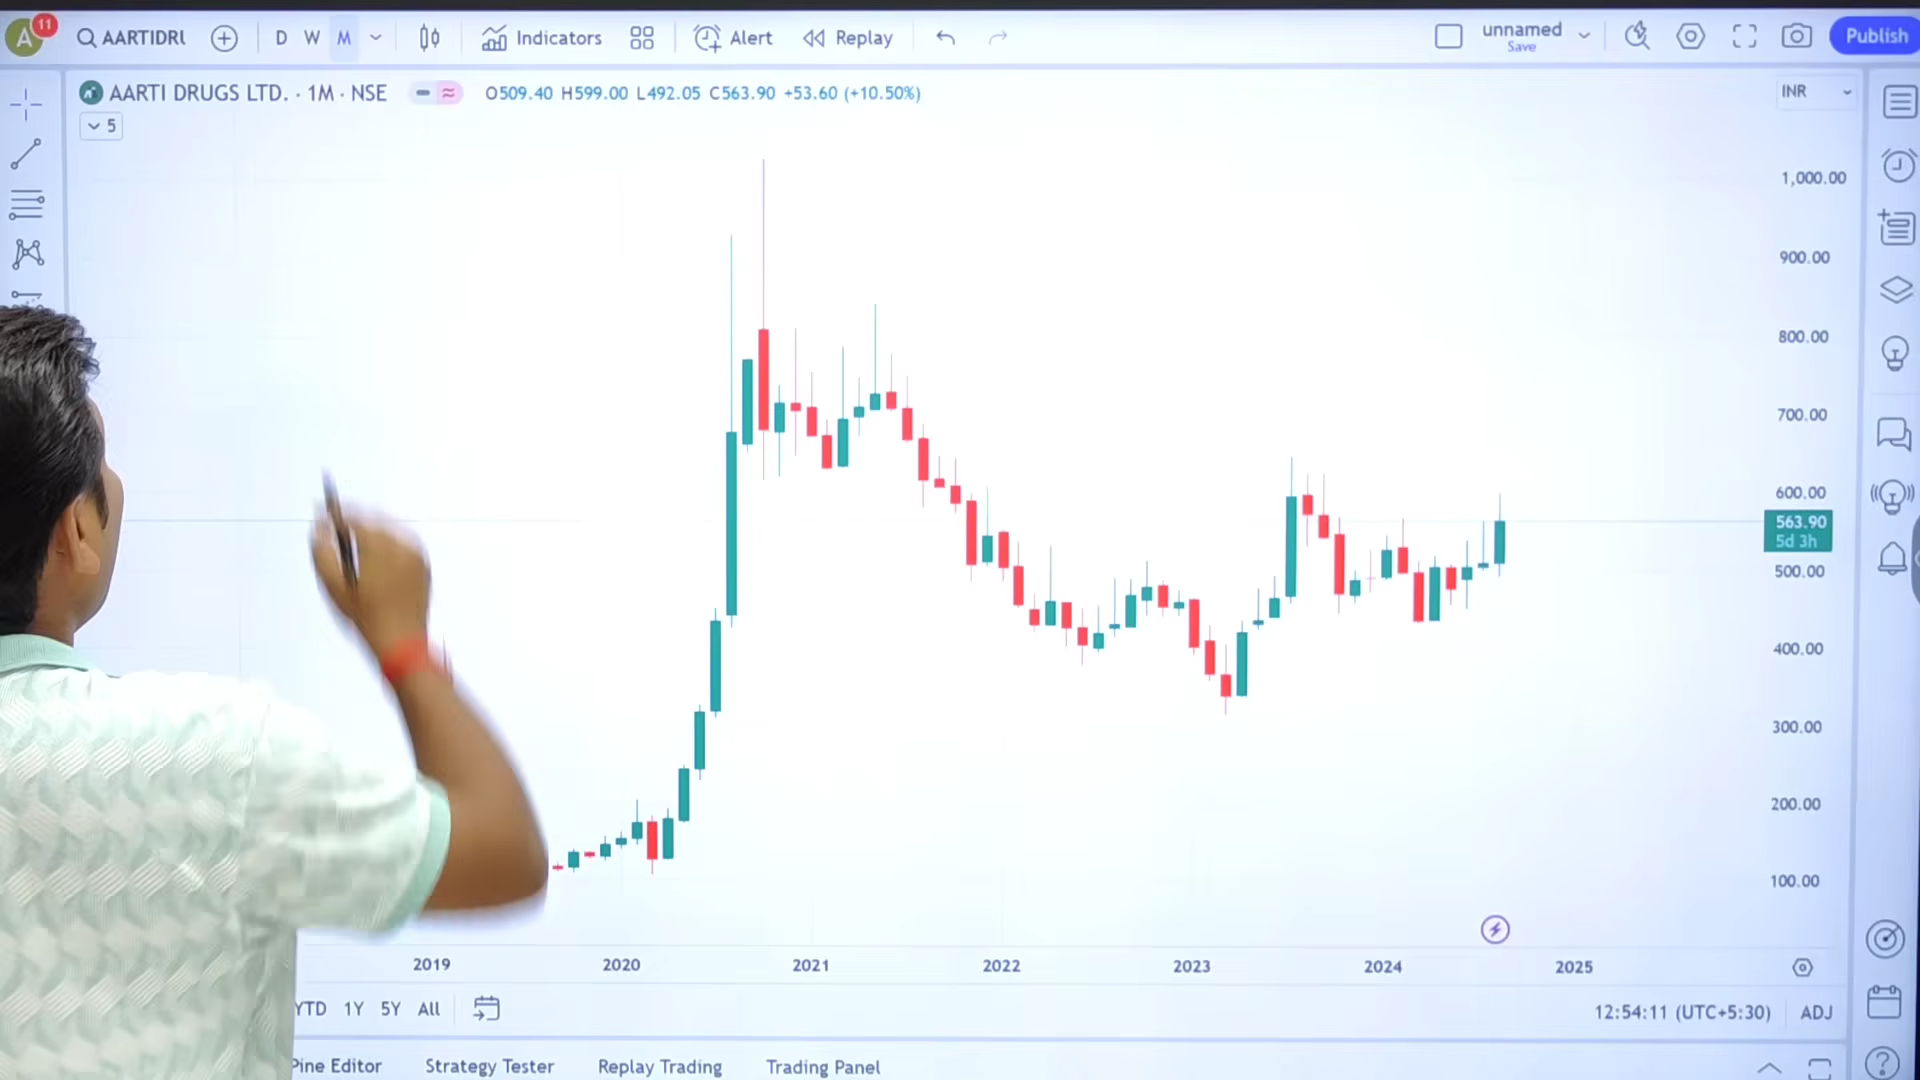 A 11 AARTIDRL D W M Indicators Alert Replay unnamed Save Publish
AARTI DRUGS LTD. · 1M · NSE O509.40 H599.00 L492.05 C563.90 +53.60 (+10.50%) INR
5
1,000.00
900.00
800.00
700.00
600.00
563.90
5d 3h
500.00
400.00
300.00
200.00
100.00
2019 2020 2021 2022 2023 2024 2025
YTD 1Y 5Y All 12:54:11 (UTC+5:30) ADJ
Pine Editor Strategy Tester Replay Trading Trading Panel